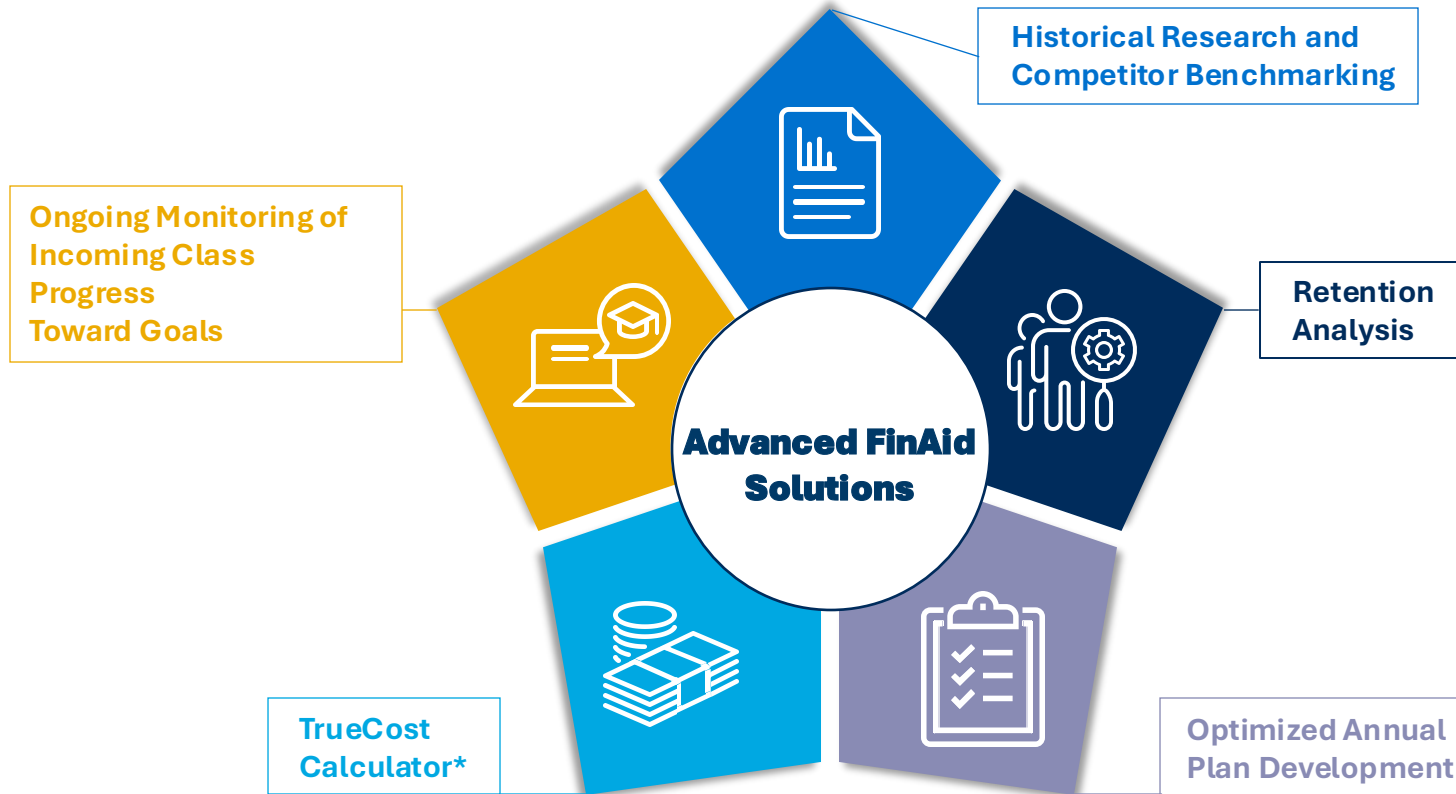 Historical Research and
Competitor Benchmarking
Ongoing Monitoring of
Incoming Class
Progress
Toward Goals
Retention
Analysis
Advanced FinAid
Solutions
TrueCost
Calculator*
Optimized Annual
Plan Development